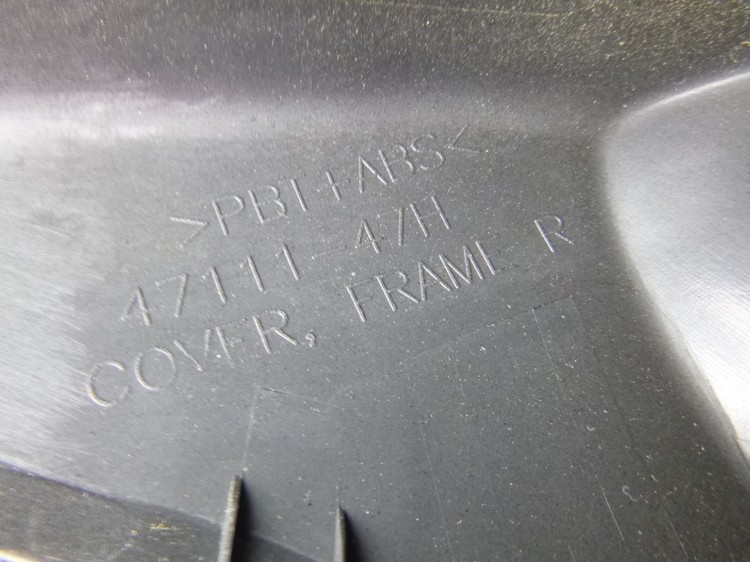 >PBT+ABS<
47111-47H
COVER, FRAME R